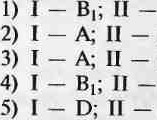 1) I — B₁; II —
2) I — A; II —
3) I — A; II —
4) I — B₁; II —
5) I — D; II —